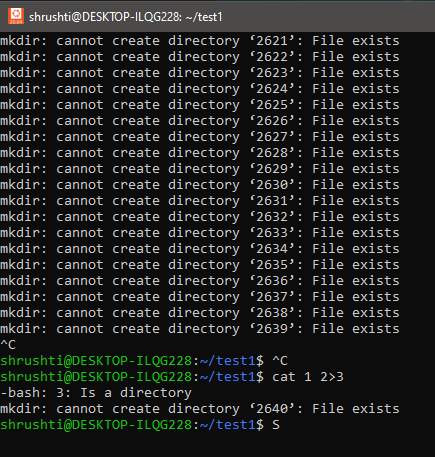 shrushti@DESKTOP-ILQG228: ~/test1
mkdir: cannot create directory ‘2621’: File exists
mkdir: cannot create directory ‘2622’: File exists
mkdir: cannot create directory ‘2623’: File exists
mkdir: cannot create directory ‘2624’: File exists
mkdir: cannot create directory ‘2625’: File exists
mkdir: cannot create directory ‘2626’: File exists
mkdir: cannot create directory ‘2627’: File exists
mkdir: cannot create directory ‘2628’: File exists
mkdir: cannot create directory ‘2629’: File exists
mkdir: cannot create directory ‘2630’: File exists
mkdir: cannot create directory ‘2631’: File exists
mkdir: cannot create directory ‘2632’: File exists
mkdir: cannot create directory ‘2633’: File exists
mkdir: cannot create directory ‘2634’: File exists
mkdir: cannot create directory ‘2635’: File exists
mkdir: cannot create directory ‘2636’: File exists
mkdir: cannot create directory ‘2637’: File exists
mkdir: cannot create directory ‘2638’: File exists
mkdir: cannot create directory ‘2639’: File exists
^C
shrushti@DESKTOP-ILQG228:~/test1$ ^C
shrushti@DESKTOP-ILQG228:~/test1$ cat 1 2>3
-bash: 3: Is a directory
mkdir: cannot create directory ‘2640’: File exists
shrushti@DESKTOP-ILQG228:~/test1$ S